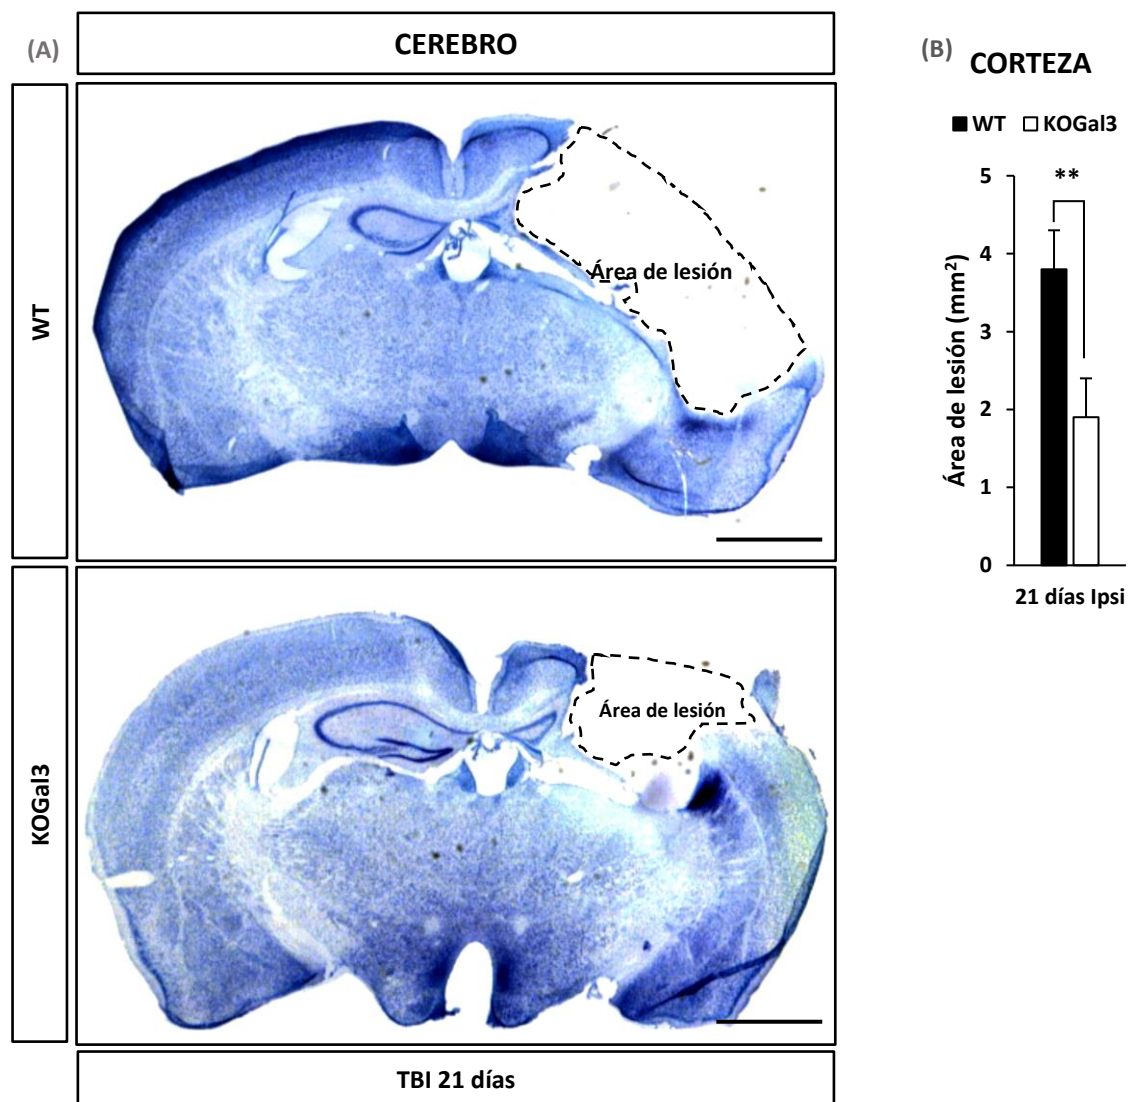 (A)
CEREBRO
WT
Área de lesión
KOGal3
Área de lesión
TBI 21 días
(B)
CORTEZA
WT KOGal3
Área de lesión (mm²)
5
**
4
3
2
1
0
21 días Ipsi